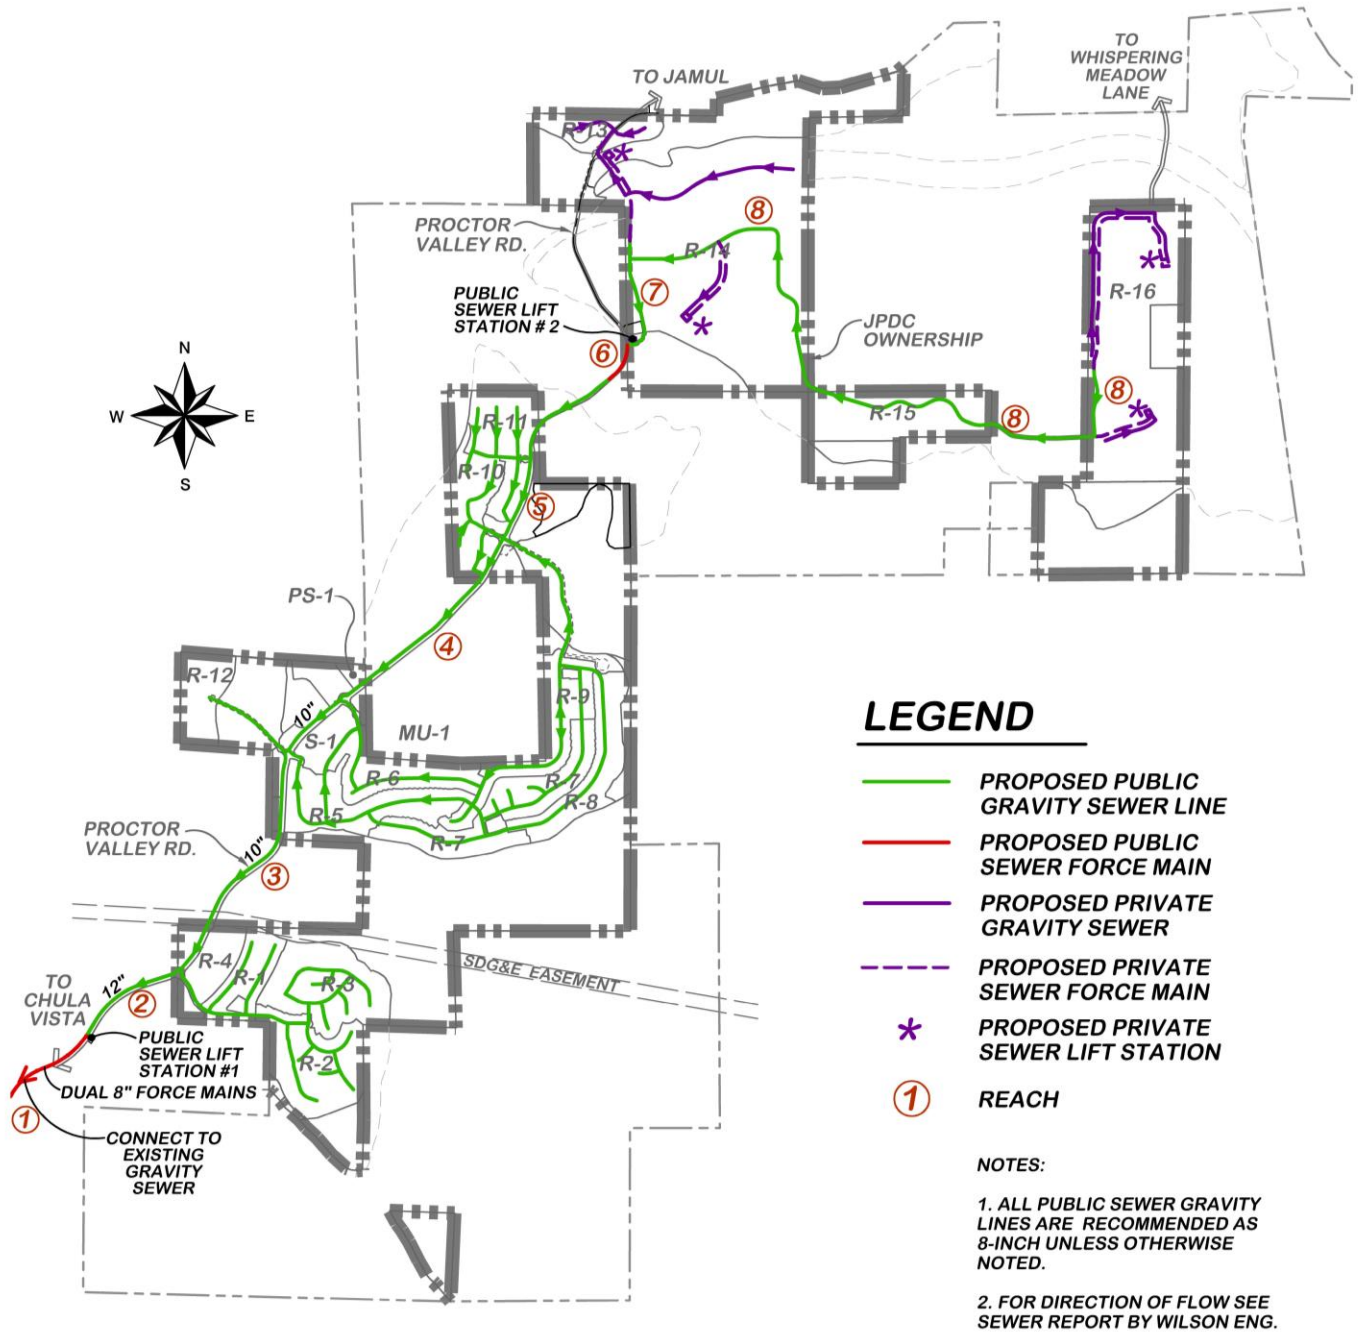 TO
WHISPERING
MEADOW
LANE
TO JAMUL
R-13
PROCTOR
VALLEY RD.
8
R-14
7
PUBLIC
SEWER LIFT
STATION # 2
6
JPDC
OWNERSHIP
R-16
8
R-15
8
N
W
E
S
R-11
R-10
5
PS-1
4
R-12
10"
S-1
MU-1
R-9
R-6
R-7
R-8
R-5
R-7
PROCTOR
VALLEY RD.
10"
3
SDG&E EASEMENT
R-4
R-1
R-3
R-2
TO
CHULA
VISTA
12"
2
PUBLIC
SEWER LIFT
STATION #1
DUAL 8" FORCE MAINS
1
CONNECT TO
EXISTING
GRAVITY
SEWER
LEGEND
PROPOSED PUBLIC
GRAVITY SEWER LINE
PROPOSED PUBLIC
SEWER FORCE MAIN
PROPOSED PRIVATE
GRAVITY SEWER
PROPOSED PRIVATE
SEWER FORCE MAIN
*
PROPOSED PRIVATE
SEWER LIFT STATION
1
REACH
NOTES:
1. ALL PUBLIC SEWER GRAVITY
LINES ARE RECOMMENDED AS
8-INCH UNLESS OTHERWISE
NOTED.
2. FOR DIRECTION OF FLOW SEE
SEWER REPORT BY WILSON ENG.